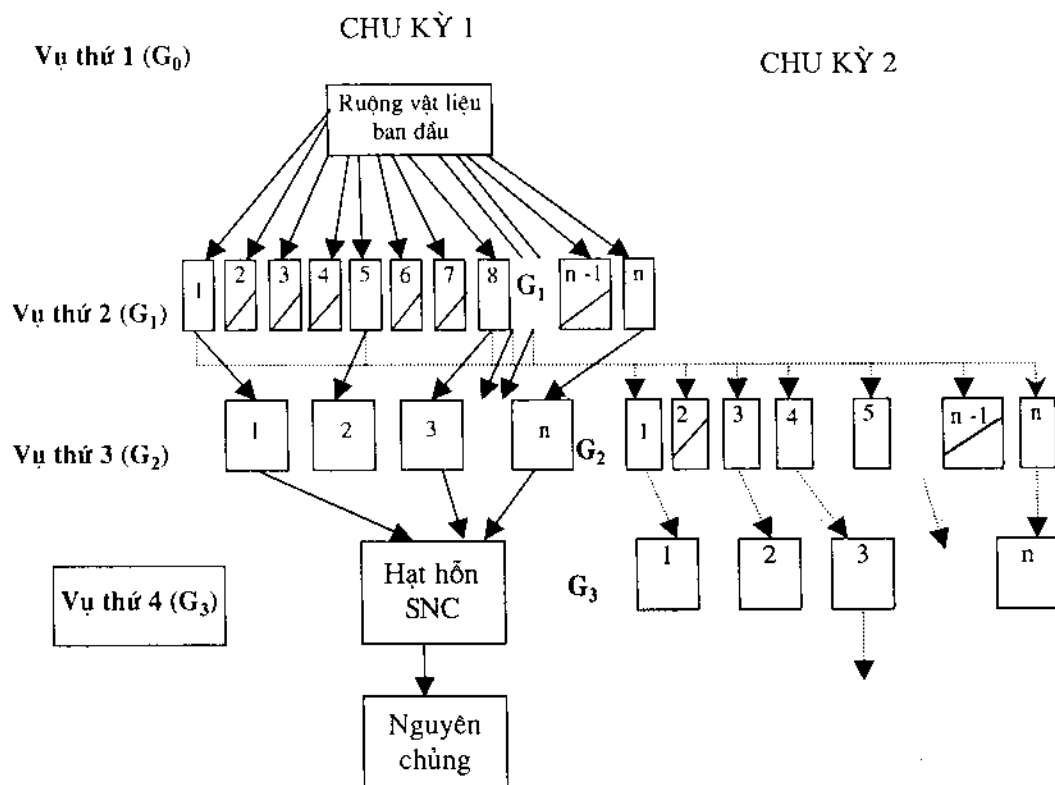 CHU KỲ 1
Vụ thứ 1 (G₀)
CHU KỲ 2
Ruộng vật liệu
ban đầu
1 2 3 4 5 6 7 8 G₁ n -1 n
Vụ thứ 2 (G₁)
1 2 3 n G₂ 1 2 3 4 5 n -1 n
Vụ thứ 3 (G₂)
Hạt hỗn
SNC
G₃ 1 2 3 n
Vụ thứ 4 (G₃)
Nguyên
chủng